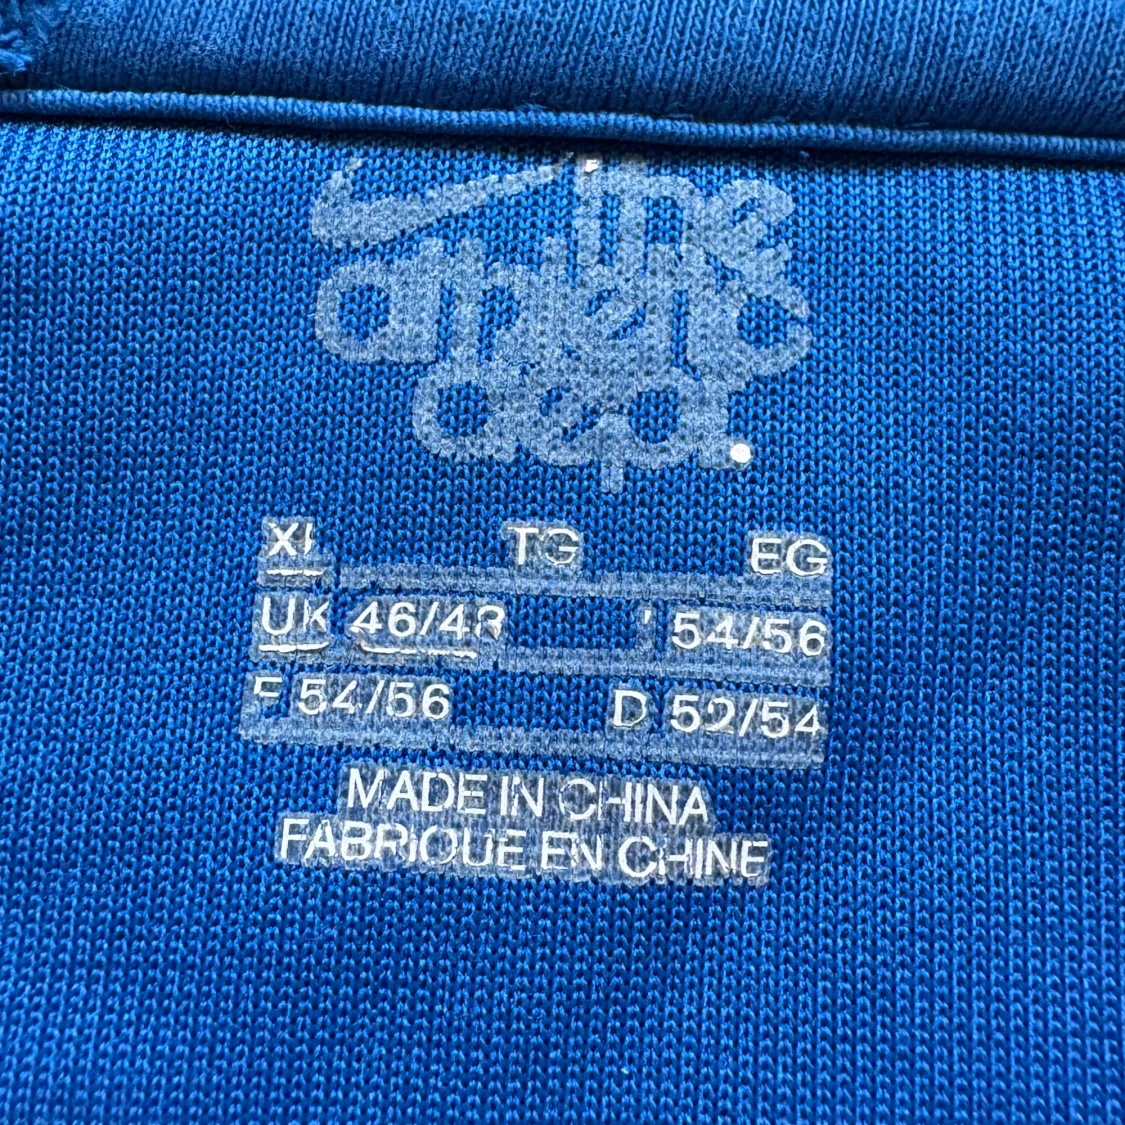 the
athletic
dept.
XL TG EG
UK 46/48 I 54/56
F 54/56 D 52/54
MADE IN CHINA
FABRIQUE EN CHINE